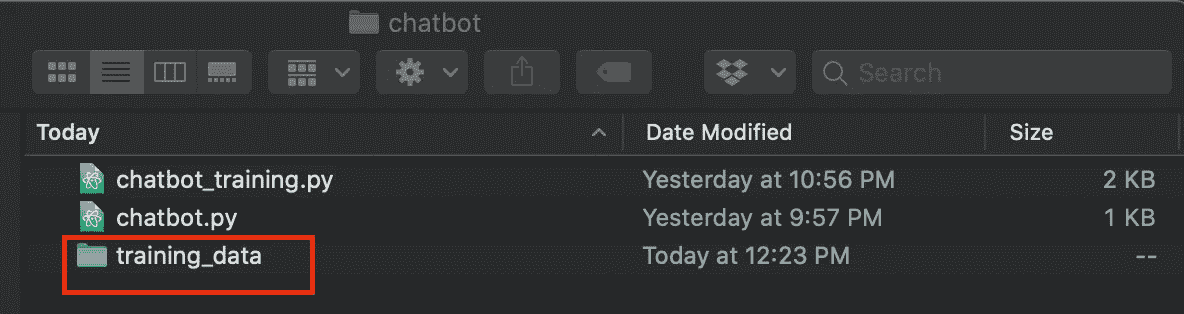 chatbot
Search
Today Date Modified Size
chatbot_training.py Yesterday at 10:56 PM 2 KB
chatbot.py Yesterday at 9:57 PM 1 KB
training_data Today at 12:23 PM --